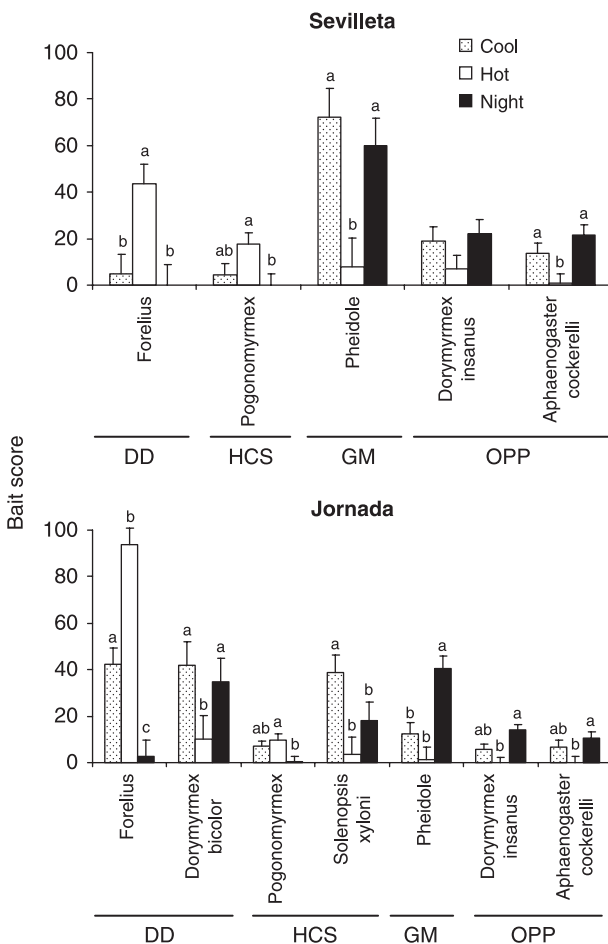 Sevilleta
Cool
Hot
Night
100
80
60
40
20
0
b a b
ab a b
a b a
a b a
Forelius
Pogonomyrmex
Pheidole
Dorymyrmex
insanus
Aphaenogaster
cockerelli
DD HCS GM OPP
Bait score
Jornada
100
80
60
40
20
0
a b c
a b a
ab a b
a b b
b b a
ab b a
ab b a
Forelius
Dorymyrmex
bicolor
Pogonomyrmex
Solenopsis
xyloni
Pheidole
Dorymyrmex
insanus
Aphaenogaster
cockerelli
DD HCS GM OPP